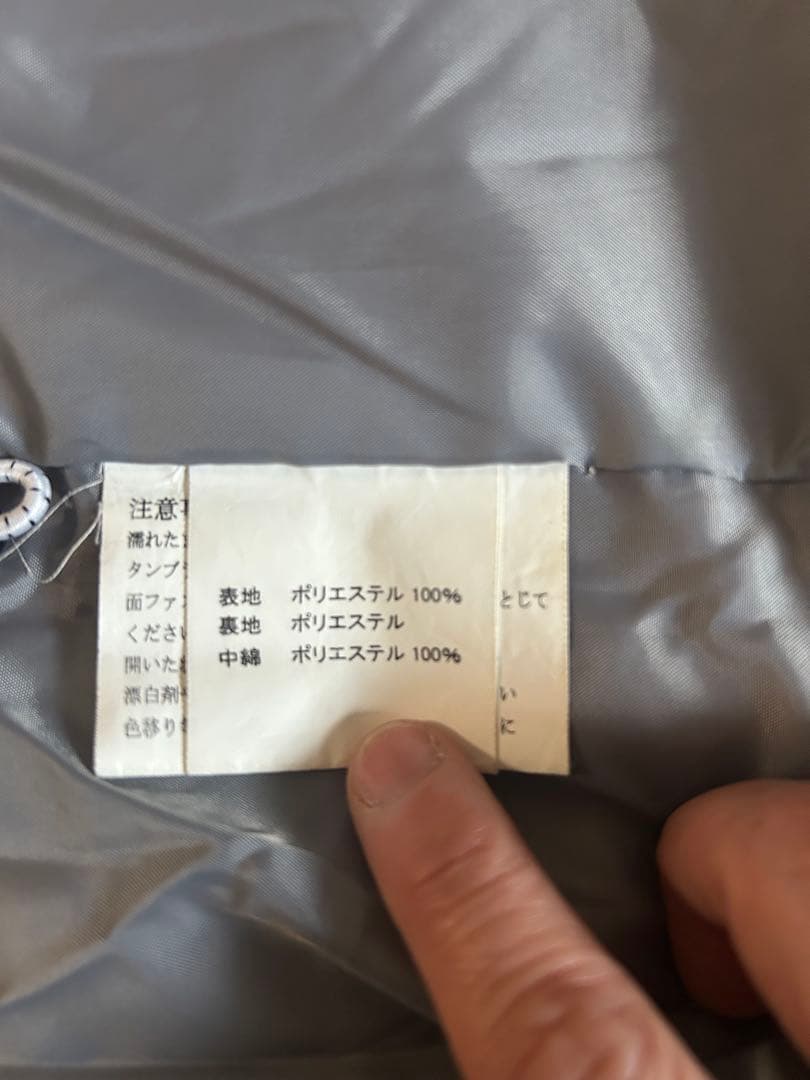 注意
濡れた
タンブ
面ファ
くださ
開いた
漂白剤
色移り
表地 ポリエステル 100%
裏地 ポリエステル
中綿 ポリエステル 100%
とじて
い
に